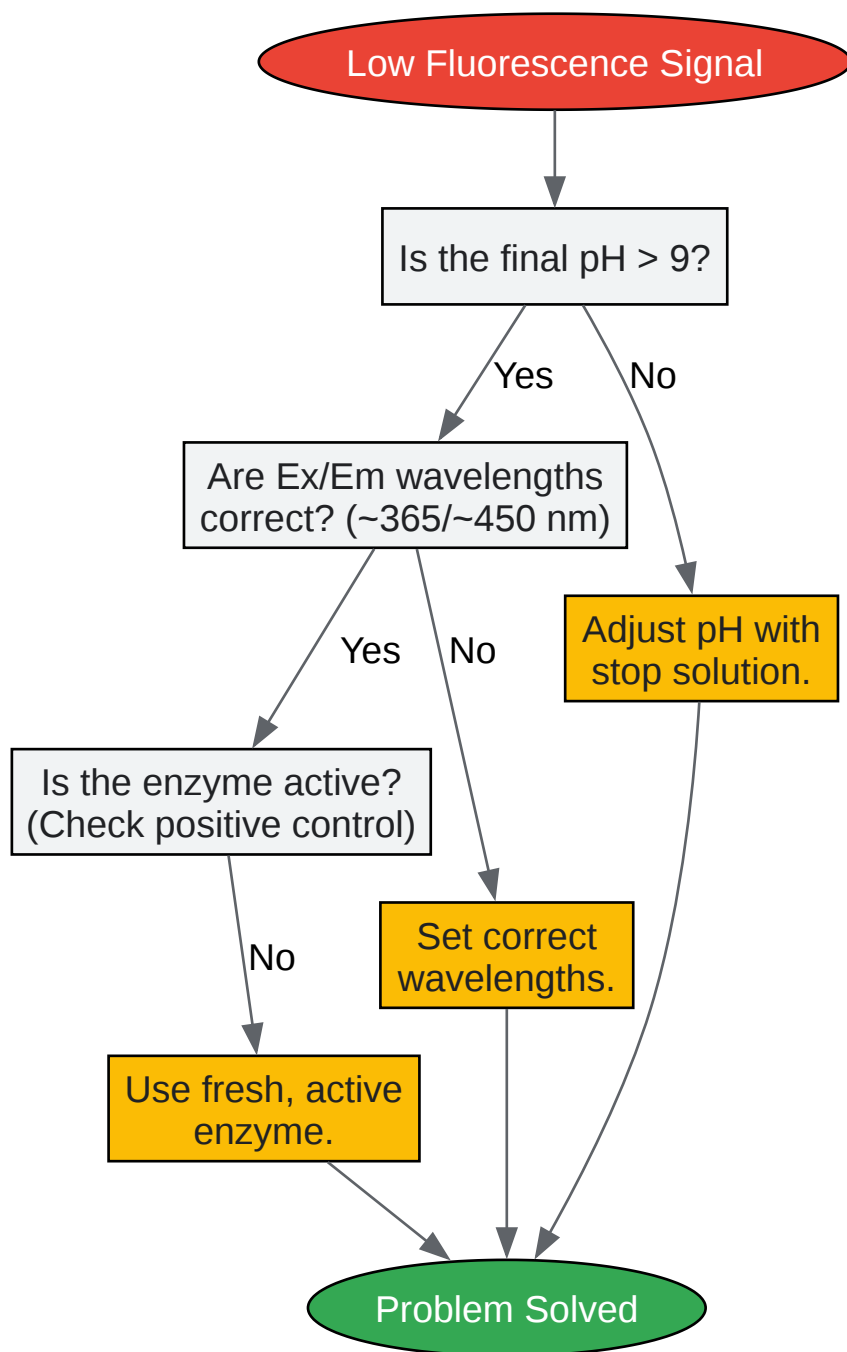 Low Fluorescence Signal
Is the final pH > 9?
Yes
No
Are Ex/Em wavelengths
correct? (~365/~450 nm)
Adjust pH with
stop solution.
Yes
No
Is the enzyme active?
(Check positive control)
Set correct
wavelengths.
No
Use fresh, active
enzyme.
Problem Solved